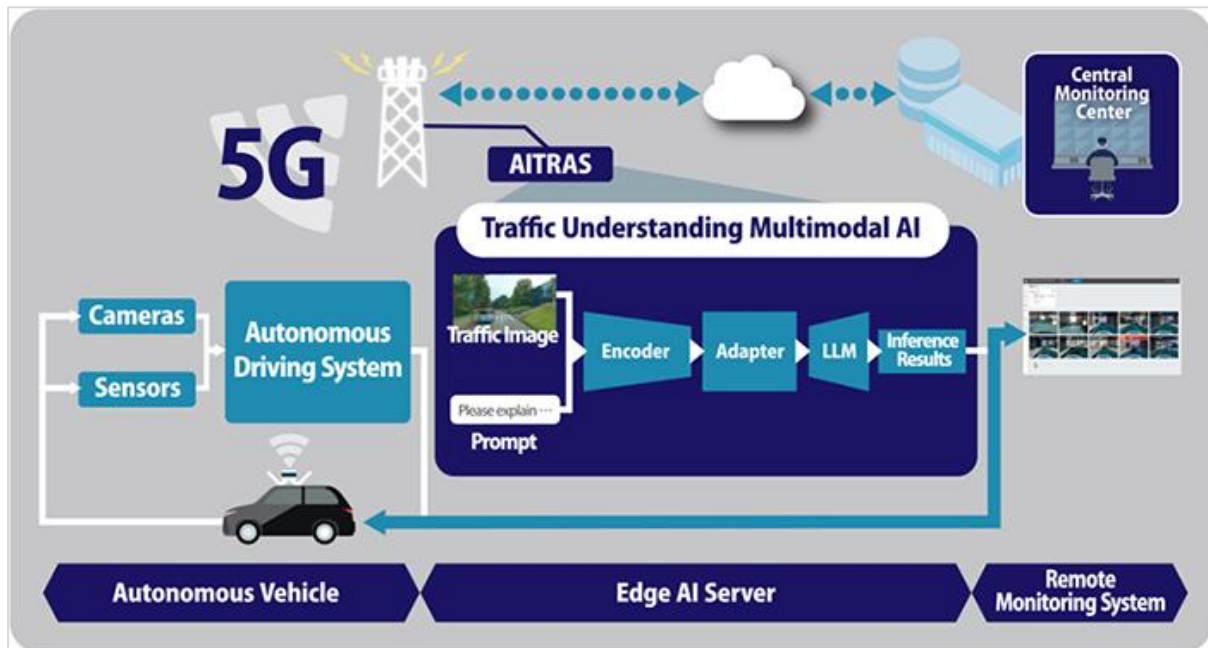 5G
AITRAS
Central
Monitoring
Center
Traffic Understanding Multimodal AI
Cameras
Sensors
Autonomous
Driving System
Traffic Image
Please explain ···
Prompt
Encoder
Adapter
LLM
Inference
Results
Autonomous Vehicle
Edge AI Server
Remote
Monitoring System